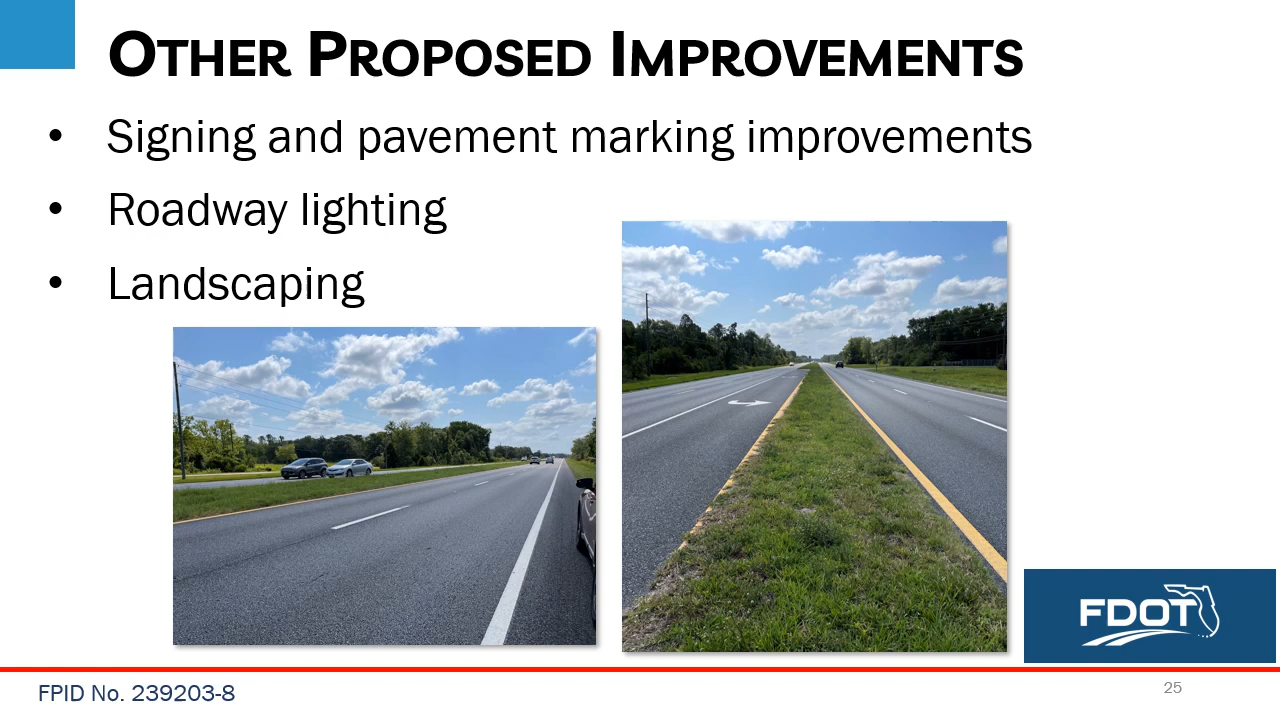 OTHER PROPOSED IMPROVEMENTS
• Signing and pavement marking improvements
• Roadway lighting
• Landscaping
FDOT
FPID No. 239203-8
25